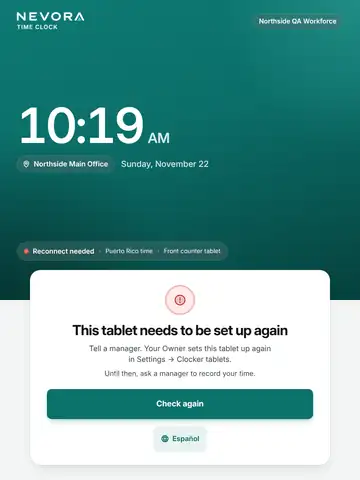 NEVORA
TIME CLOCK
Northside QA Workforce
10:19 AM
Northside Main Office
Sunday, November 22
Reconnect needed · Puerto Rico time · Front counter tablet
This tablet needs to be set up again
Tell a manager. Your Owner sets this tablet up again
in Settings → Clocker tablets.
Until then, ask a manager to record your time.
Check again
Español